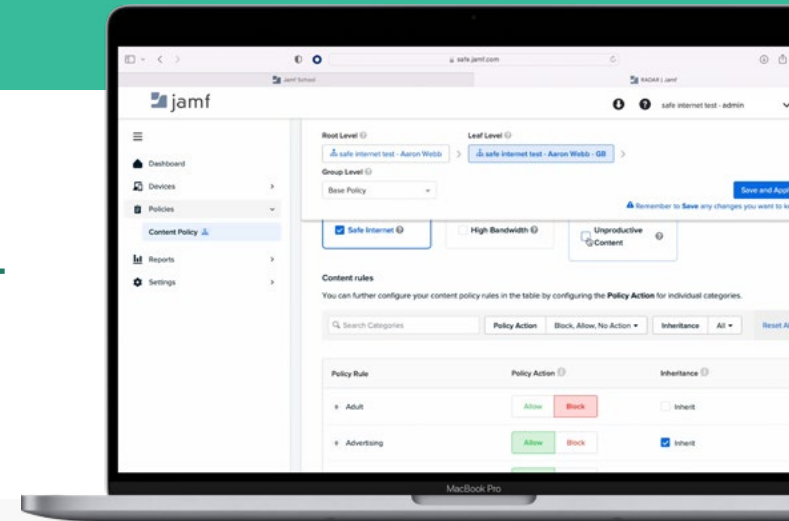 safe.jamf.com
Jamf School
RADAR | Jamf
jamf
safe internet test - admin
Root Level
Leaf Level
safe internet test - Aaron Webb
safe internet test - Aaron Webb - GB
Group Level
Base Policy
Save and Appl
Remember to Save any changes you want to ke
Dashboard
Devices
Policies
Content Policy
Reports
Settings
Safe Internet
High Bandwidth
Unproductive
Content
Content rules
You can further configure your content policy rules in the table by configuring the Policy Action for individual categories.
Search Categories
Policy Action
Block, Allow, No Action
Inheritance
All
Reset Al
Policy Rule
Policy Action
Inheritance
Adult
Allow
Block
Inherit
Advertising
Allow
Block
Inherit
MacBook Pro